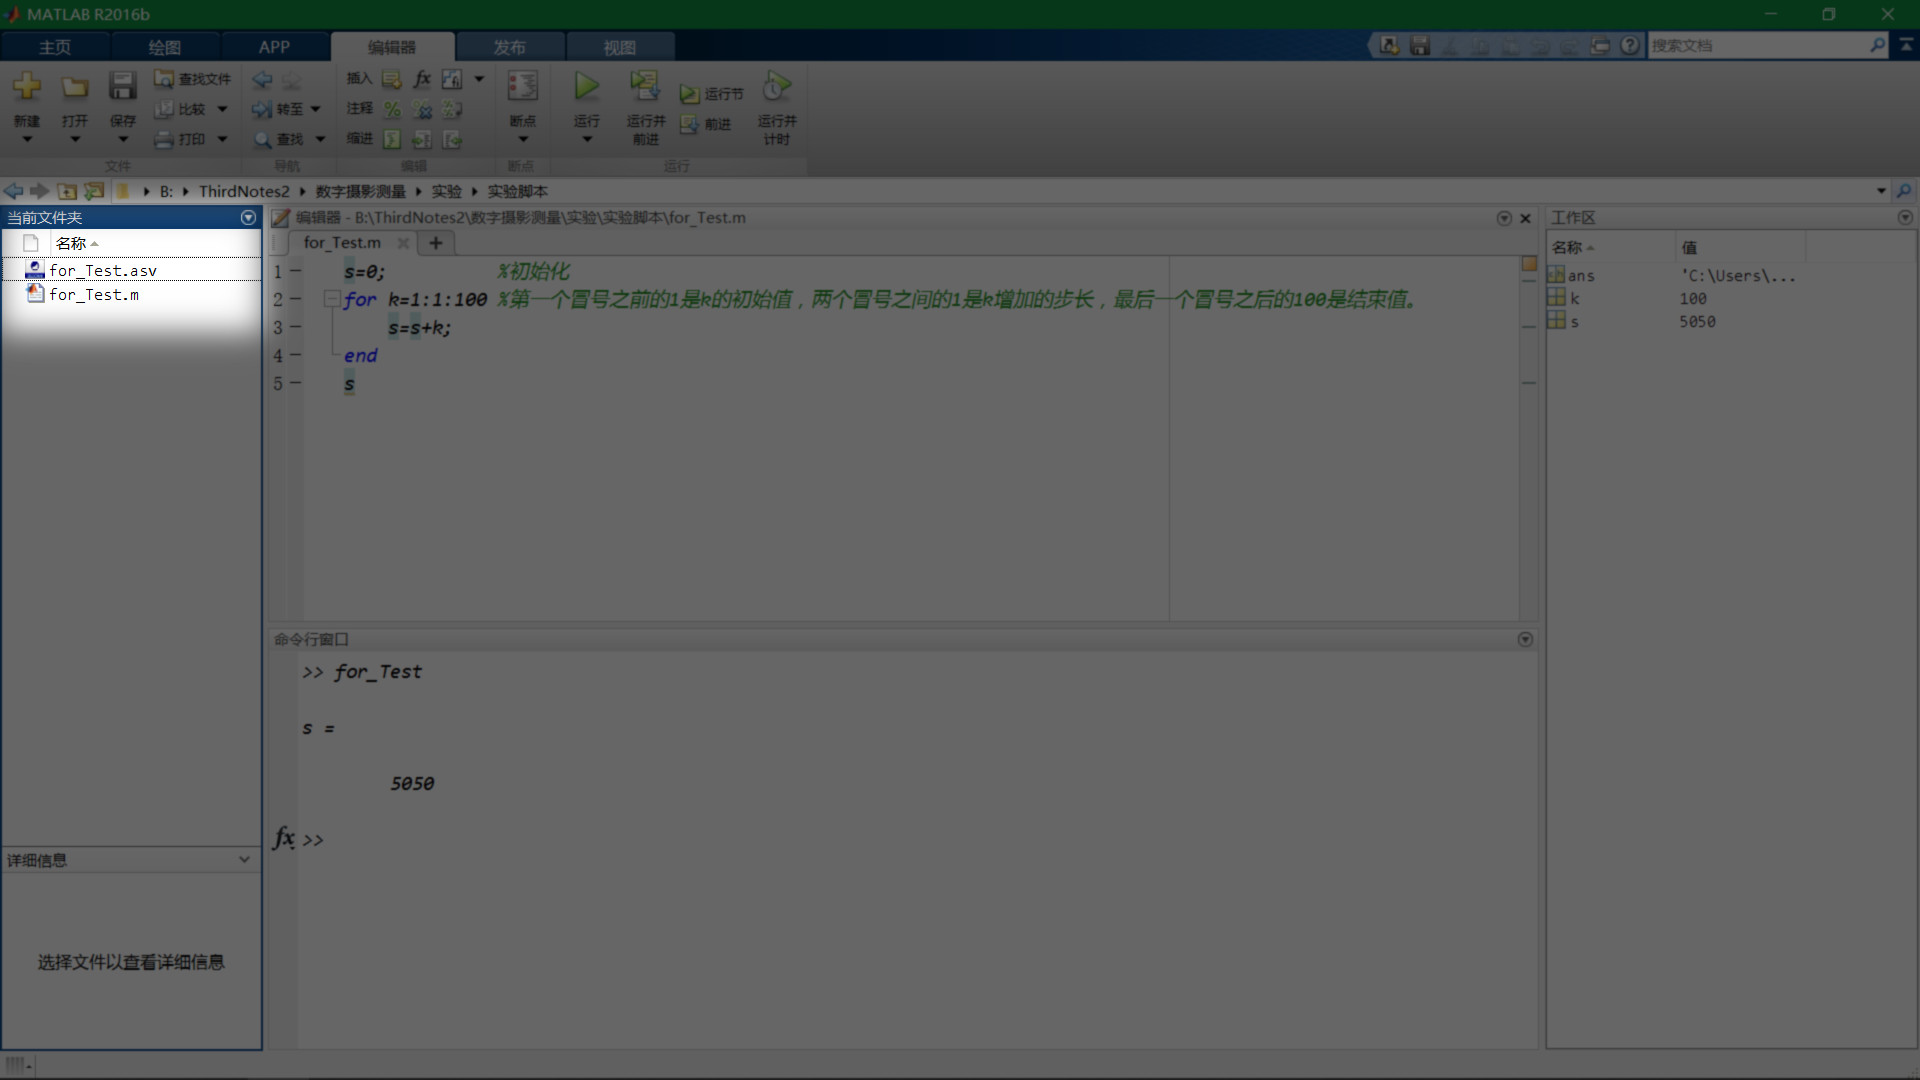 MATLAB R2016b
主页 绘图 APP 编辑器 发布 视图 搜索文档
新建 打开 保存 查找文件 比较 打印 转至 查找 插入 fx 注释 缩进 断点 运行 运行并前进 运行节 前进 运行并计时
文件 导航 编辑 断点 运行
B: ThirdNotes2 数字摄影测量 实验 实验脚本
当前文件夹
名称
for_Test.asv
for_Test.m
详细信息
选择文件以查看详细信息
编辑器 - B:\ThirdNotes2\数字摄影测量\实验\实验脚本\for_Test.m
for_Test.m
1 s=0; %初始化
2 for k=1:1:100 %第一个冒号之前的1是k的初始值，两个冒号之间的1是k增加的步长，最后一个冒号之后的100是结束值。
3 s=s+k;
4 end
5 s
命令行窗口
>> for_Test
s =
5050
fx >>
工作区
名称 值
ans 'C:\Users\...
k 100
s 5050